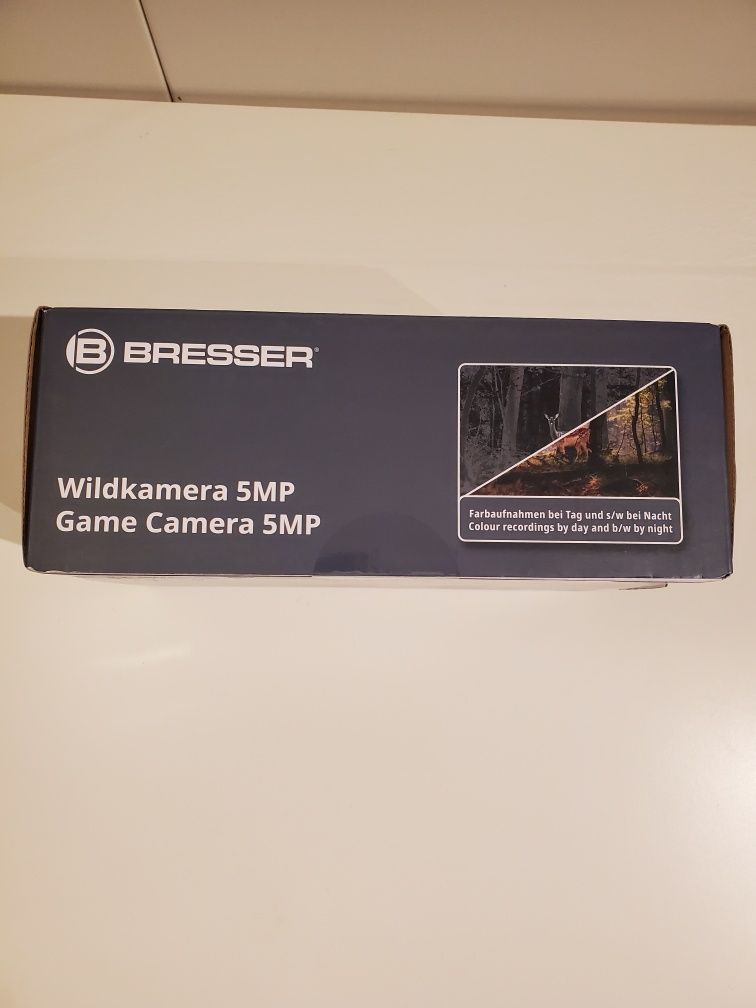 B BRESSER®
Wildkamera 5MP
Game Camera 5MP
Farbaufnahmen bei Tag und s/w bei Nacht
Colour recordings by day and b/w by night